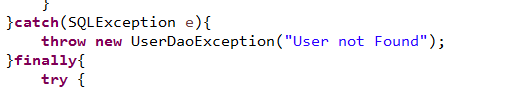 }
}catch(SQLException e){
throw new UserDaoException("User not Found");
}finally{
try {